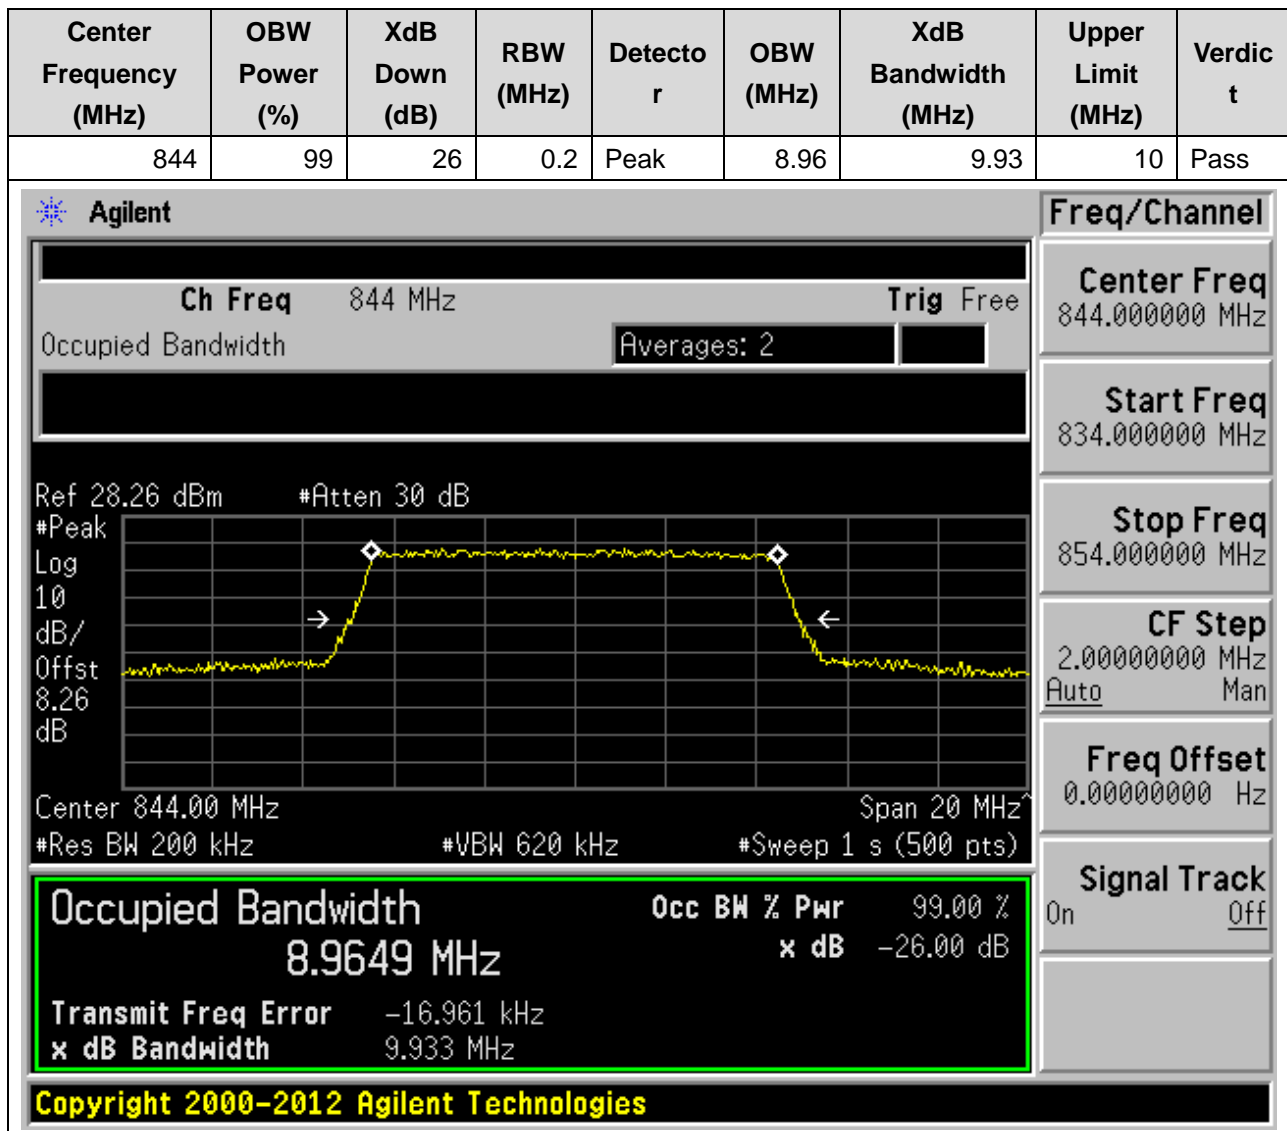 Center Frequency (MHz) OBW Power (%) XdB Down (dB) RBW (MHz) Detector OBW (MHz) XdB Bandwidth (MHz) Upper Limit (MHz) Verdict
844 99 26 0.2 Peak 8.96 9.93 10 Pass
Agilent
Freq/Channel
Ch Freq 844 MHz Trig Free
Occupied Bandwidth Averages: 2
Center Freq
844.000000 MHz
Start Freq
834.000000 MHz
Stop Freq
854.000000 MHz
CF Step
2.00000000 MHz
Auto Man
Freq Offset
0.00000000 Hz
Signal Track
On Off
Ref 28.26 dBm #Atten 30 dB
#Peak
Log
10
dB/
Offst
8.26
dB
Center 844.00 MHz Span 20 MHz^
#Res BW 200 kHz #VBW 620 kHz #Sweep 1 s (500 pts)
Occupied Bandwidth Occ BW % Pwr 99.00 %
8.9649 MHz x dB -26.00 dB
Transmit Freq Error -16.961 kHz
x dB Bandwidth 9.933 MHz
Copyright 2000-2012 Agilent Technologies